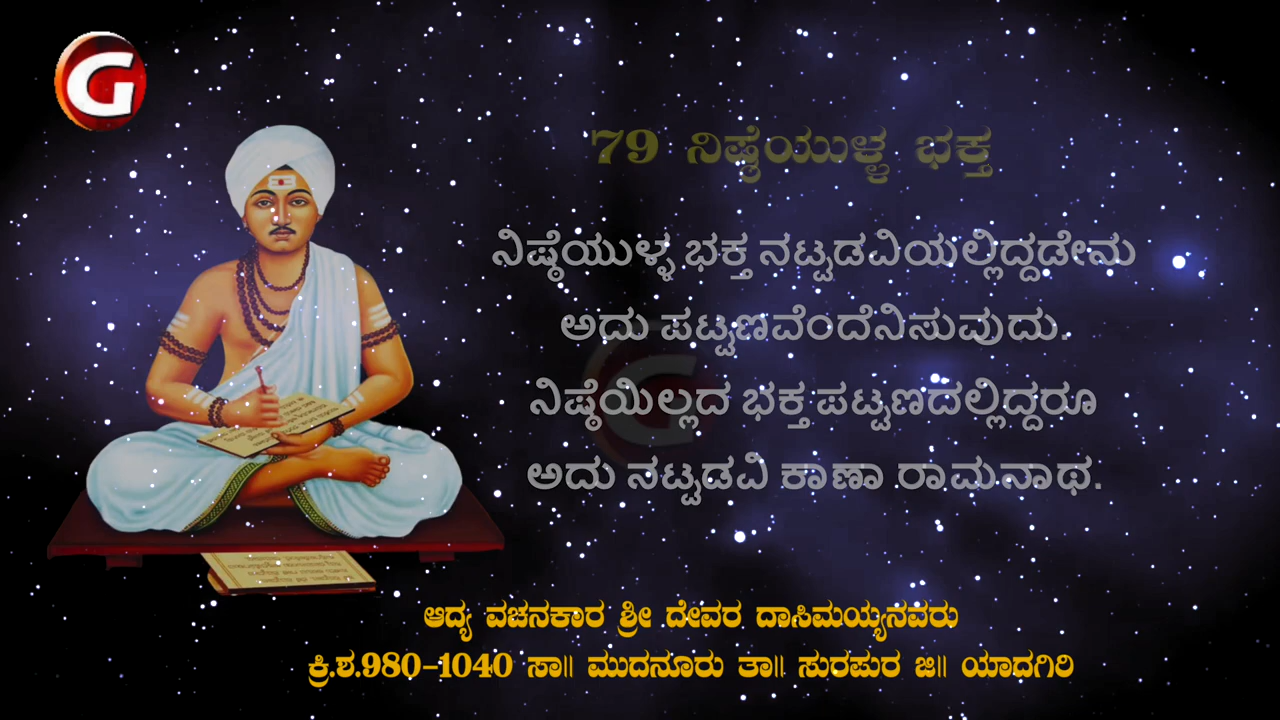 G
79 ನಿಷ್ಠೆಯುಳ್ಳ ಭಕ್ತ
ನಿಷ್ಠೆಯುಳ್ಳ ಭಕ್ತ ನಟ್ಟಡವಿಯಲ್ಲಿದ್ದಡೇನು
ಅದು ಪಟ್ಟಣವೆಂದೆನಿಸುವುದು.
ನಿಷ್ಠೆಯಿಲ್ಲದ ಭಕ್ತ ಪಟ್ಟಣದಲ್ಲಿದ್ದರೂ
ಅದು ನಟ್ಟಡವಿ ಕಾಣಾ ರಾಮನಾಥ.
ಆದ್ಯ ವಚನಕಾರ ಶ್ರೀ ದೇವರ ದಾಸಿಮಯ್ಯನವರು
ಕ್ರಿ.ಶ.980-1040 ಸಾ|| ಮುದನೂರು ತಾ|| ಸುರಪುರ ಜಿ|| ಯಾದಗಿರಿ